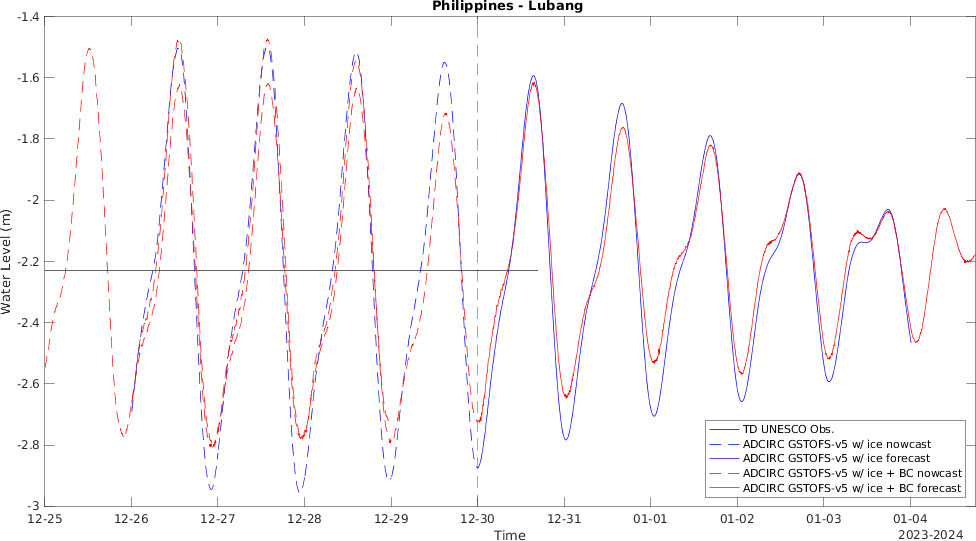 Philippines - Lubang
Water Level (m)
-1.4
-1.6
-1.8
-2
-2.2
-2.4
-2.6
-2.8
-3
TD UNESCO Obs.
ADCIRC GSTOFS-v5 w/ ice nowcast
ADCIRC GSTOFS-v5 w/ ice forecast
ADCIRC GSTOFS-v5 w/ ice + BC nowcast
ADCIRC GSTOFS-v5 w/ ice + BC forecast
12-25 12-26 12-27 12-28 12-29 12-30 12-31 01-01 01-02 01-03 01-04
Time
2023-2024